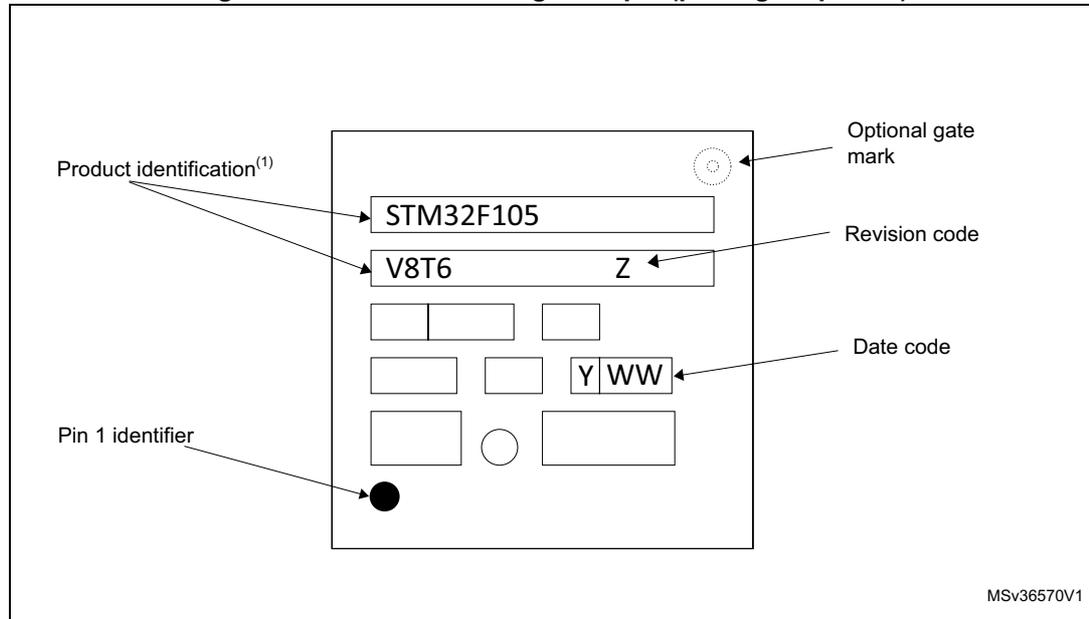 Optional gate
mark
Product identification(1)
STM32F105
Revision code
V8T6 Z
Date code
Y WW
Pin 1 identifier
MSv36570V1